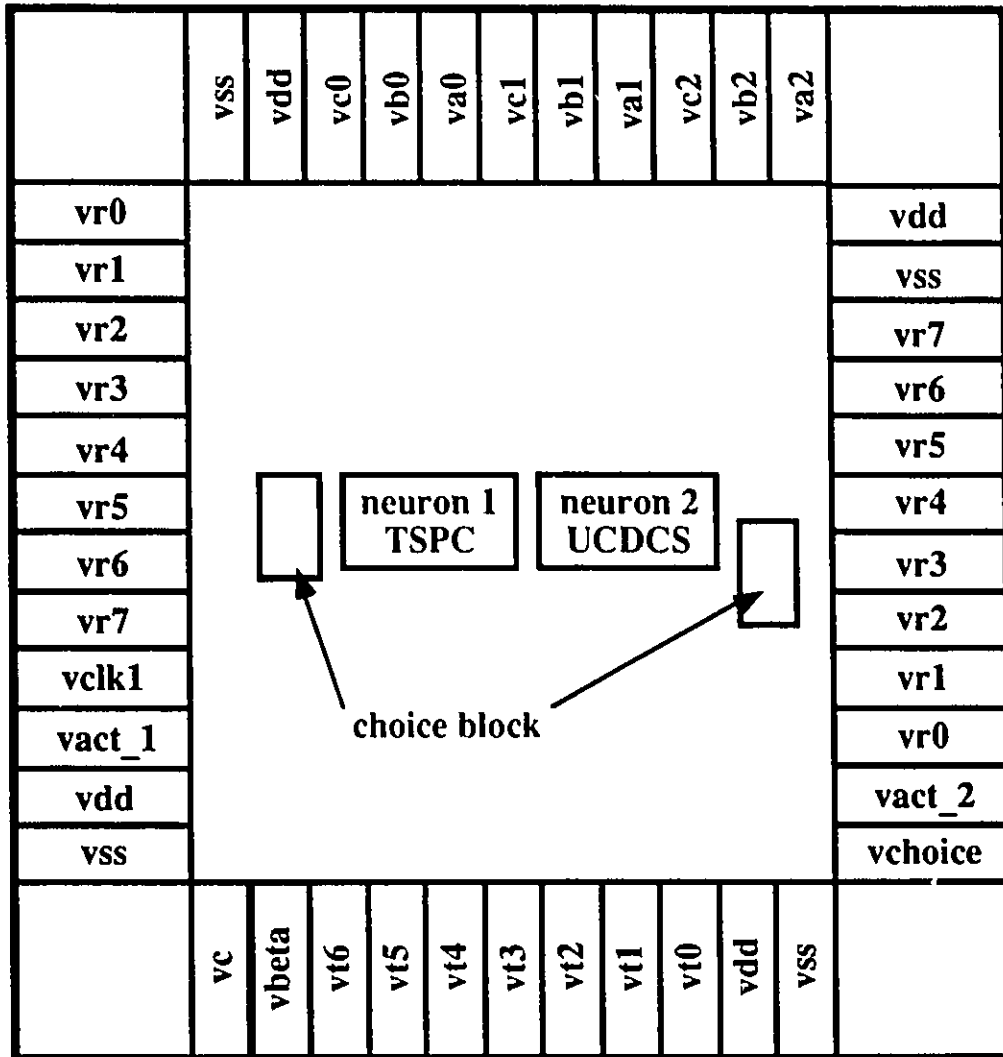 vss
vdd
vc0
vb0
va0
vc1
vb1
va1
vc2
vb2
va2
vr0
vr1
vr2
vr3
vr4
vr5
vr6
vr7
vclk1
vact_1
vdd
vss
neuron 1
TSPC
neuron 2
UCDCS
choice block
vdd
vss
vr7
vr6
vr5
vr4
vr3
vr2
vr1
vr0
vact_2
vchoice
vc
vbeta
vt6
vt5
vt4
vt3
vt2
vt1
vt0
vdd
vss